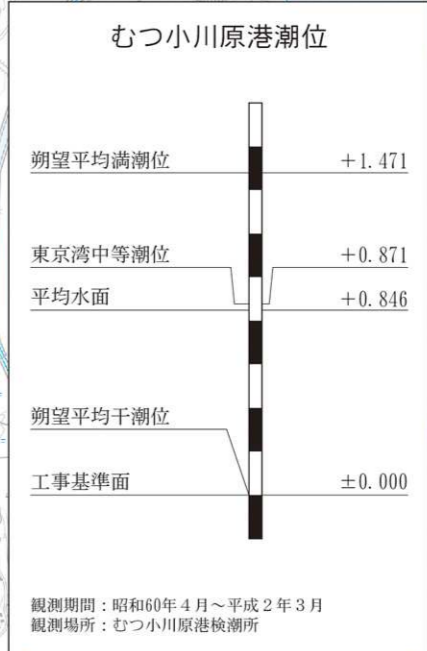 むつ小川原港潮位
朔望平均満潮位 +1.471
東京湾中等潮位 +0.871
平均水面 +0.846
朔望平均干潮位
工事基準面 ±0.000
観測期間：昭和60年4月～平成2年3月
観測場所：むつ小川原港検潮所